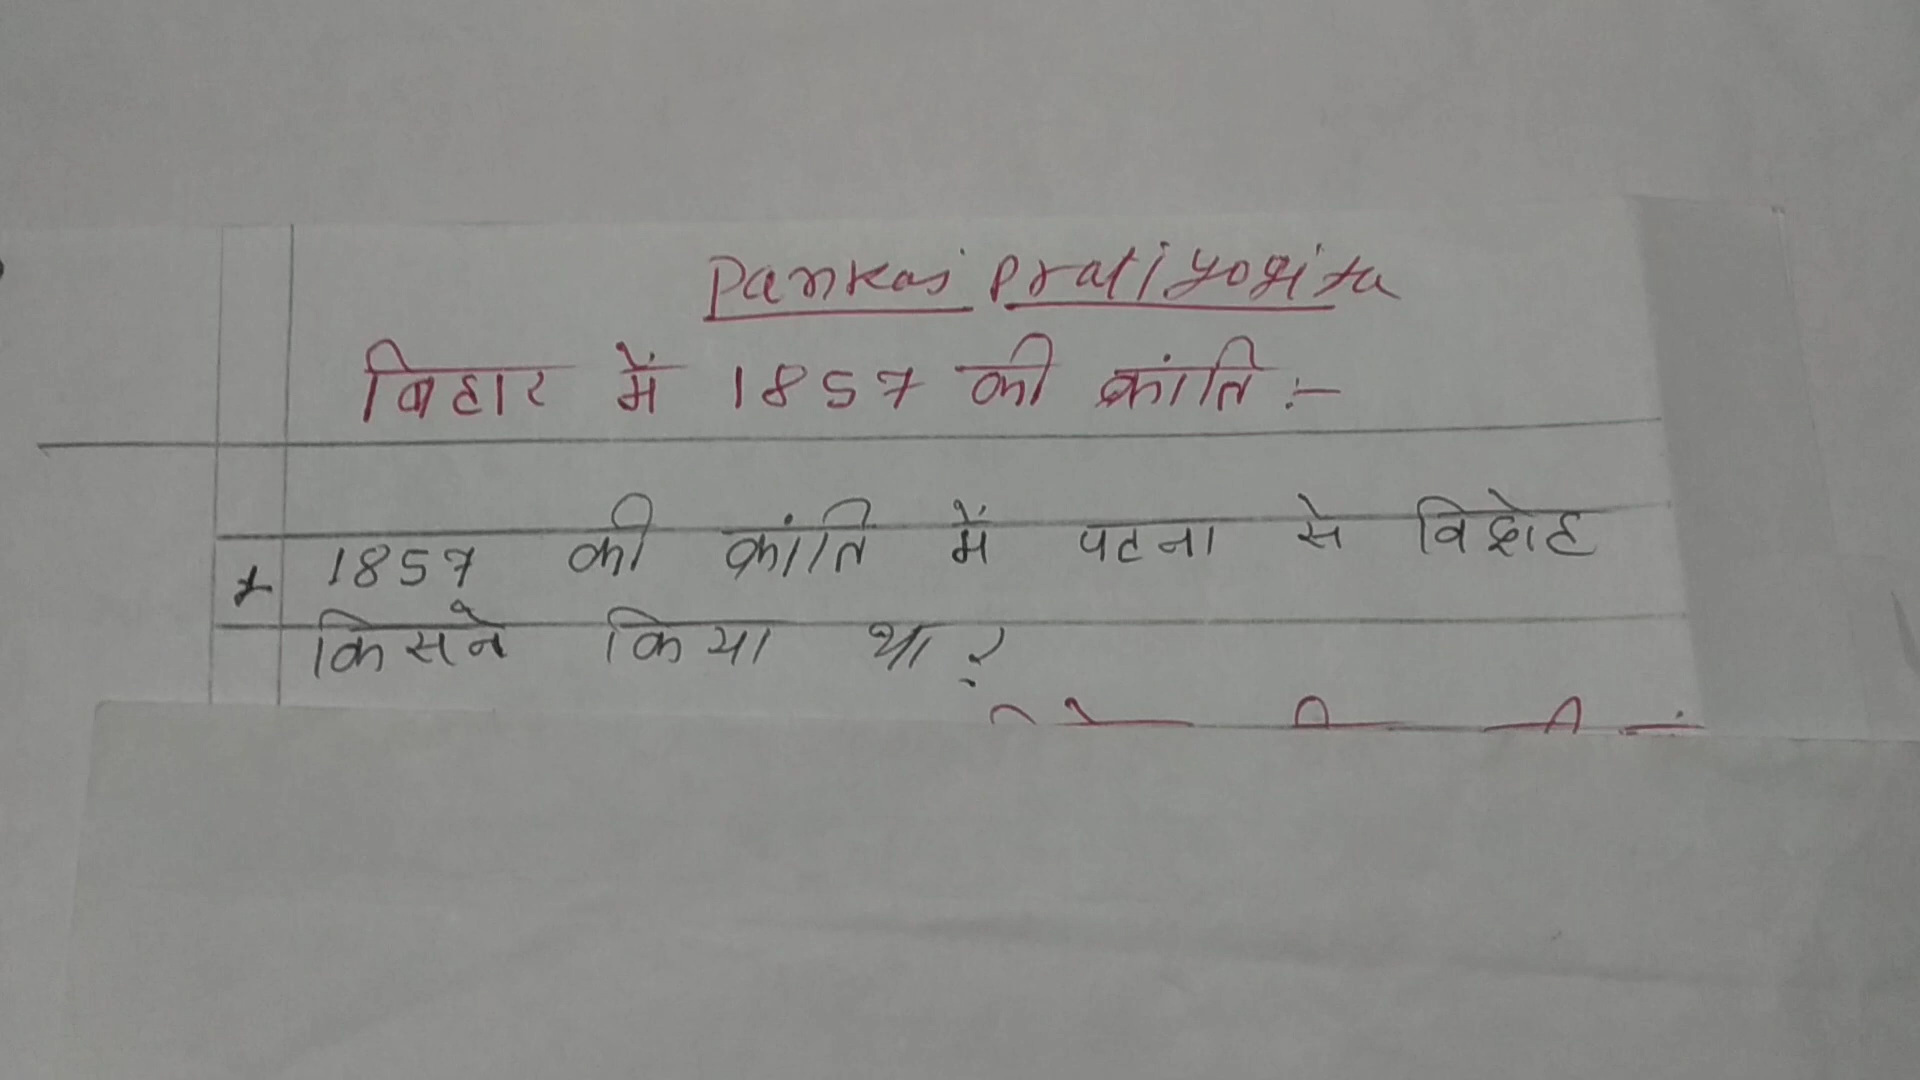 Pankaj Pratiyogita
बिहार में 1857 की क्रांति :-
* 1857 की क्रांति में पटना से विद्रोह
किसने किया था ?